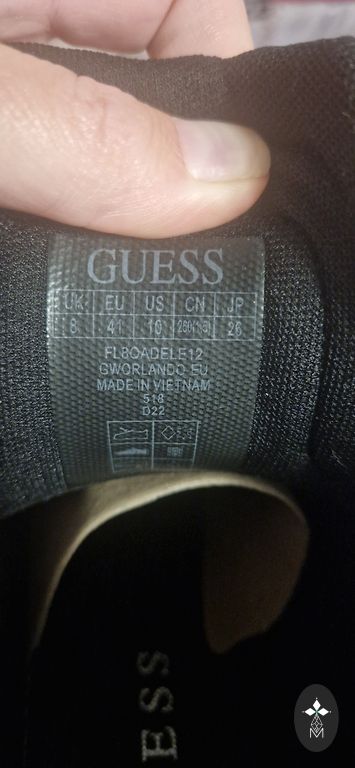 GUESS
UK EU US CN JP
8 41 10 260(1.5) 26
FL8OADELE12
GWORLANDO EU
MADE IN VIETNAM
518
D22
ESS
M